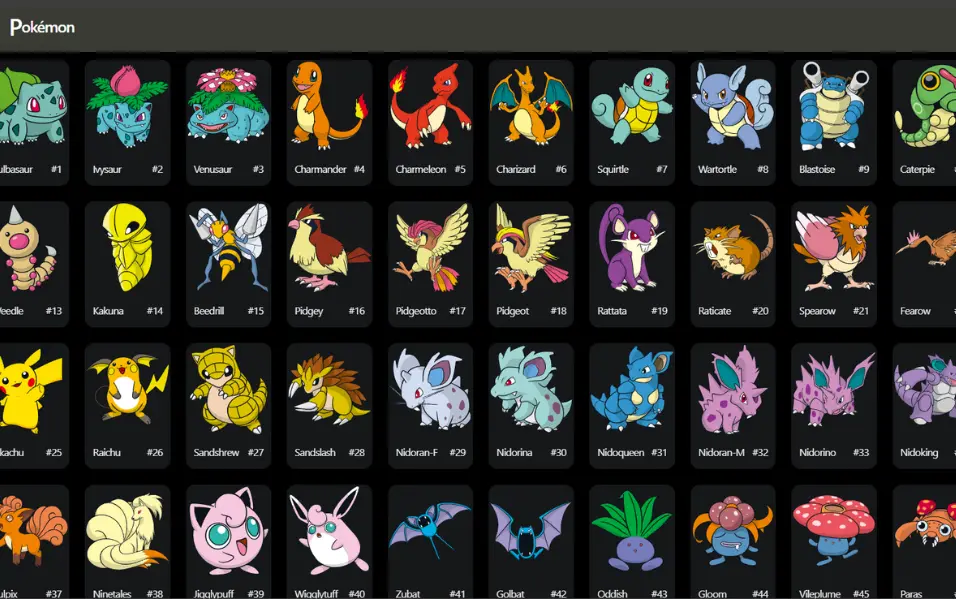 Pokémon
ulbasaur #1 Ivysaur #2 Venusaur #3 Charmander #4 Charmeleon #5 Charizard #6 Squirtle #7 Wartortle #8 Blastoise #9 Caterpie #
eedle #13 Kakuna #14 Beedrill #15 Pidgey #16 Pidgeotto #17 Pidgeot #18 Rattata #19 Raticate #20 Spearow #21 Fearow #
kachu #25 Raichu #26 Sandshrew #27 Sandslash #28 Nidoran-F #29 Nidorina #30 Nidoqueen #31 Nidoran-M #32 Nidorino #33 Nidoking #
ulpix #37 Ninetales #38 Jigglypuff #39 Wigglytuff #40 Zubat #41 Golbat #42 Oddish #43 Gloom #44 Vileplume #45 Paras #